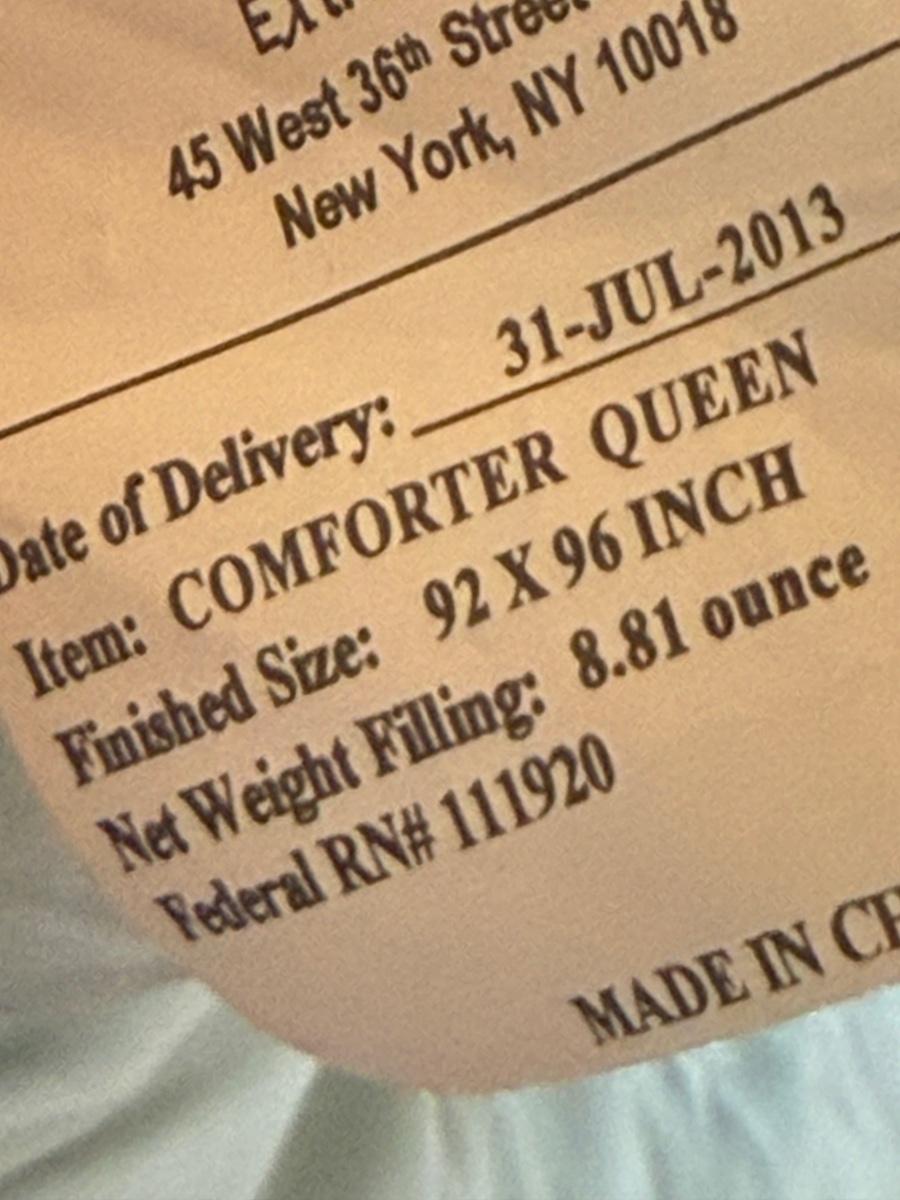 45 West 36th Street
New York, NY 10018
Date of Delivery: 31-JUL-2013
Item: COMFORTER QUEEN
Finished Size: 92 X 96 INCH
Net Weight Filling: 8.81 ounce
Federal RN# 111920
MADE IN